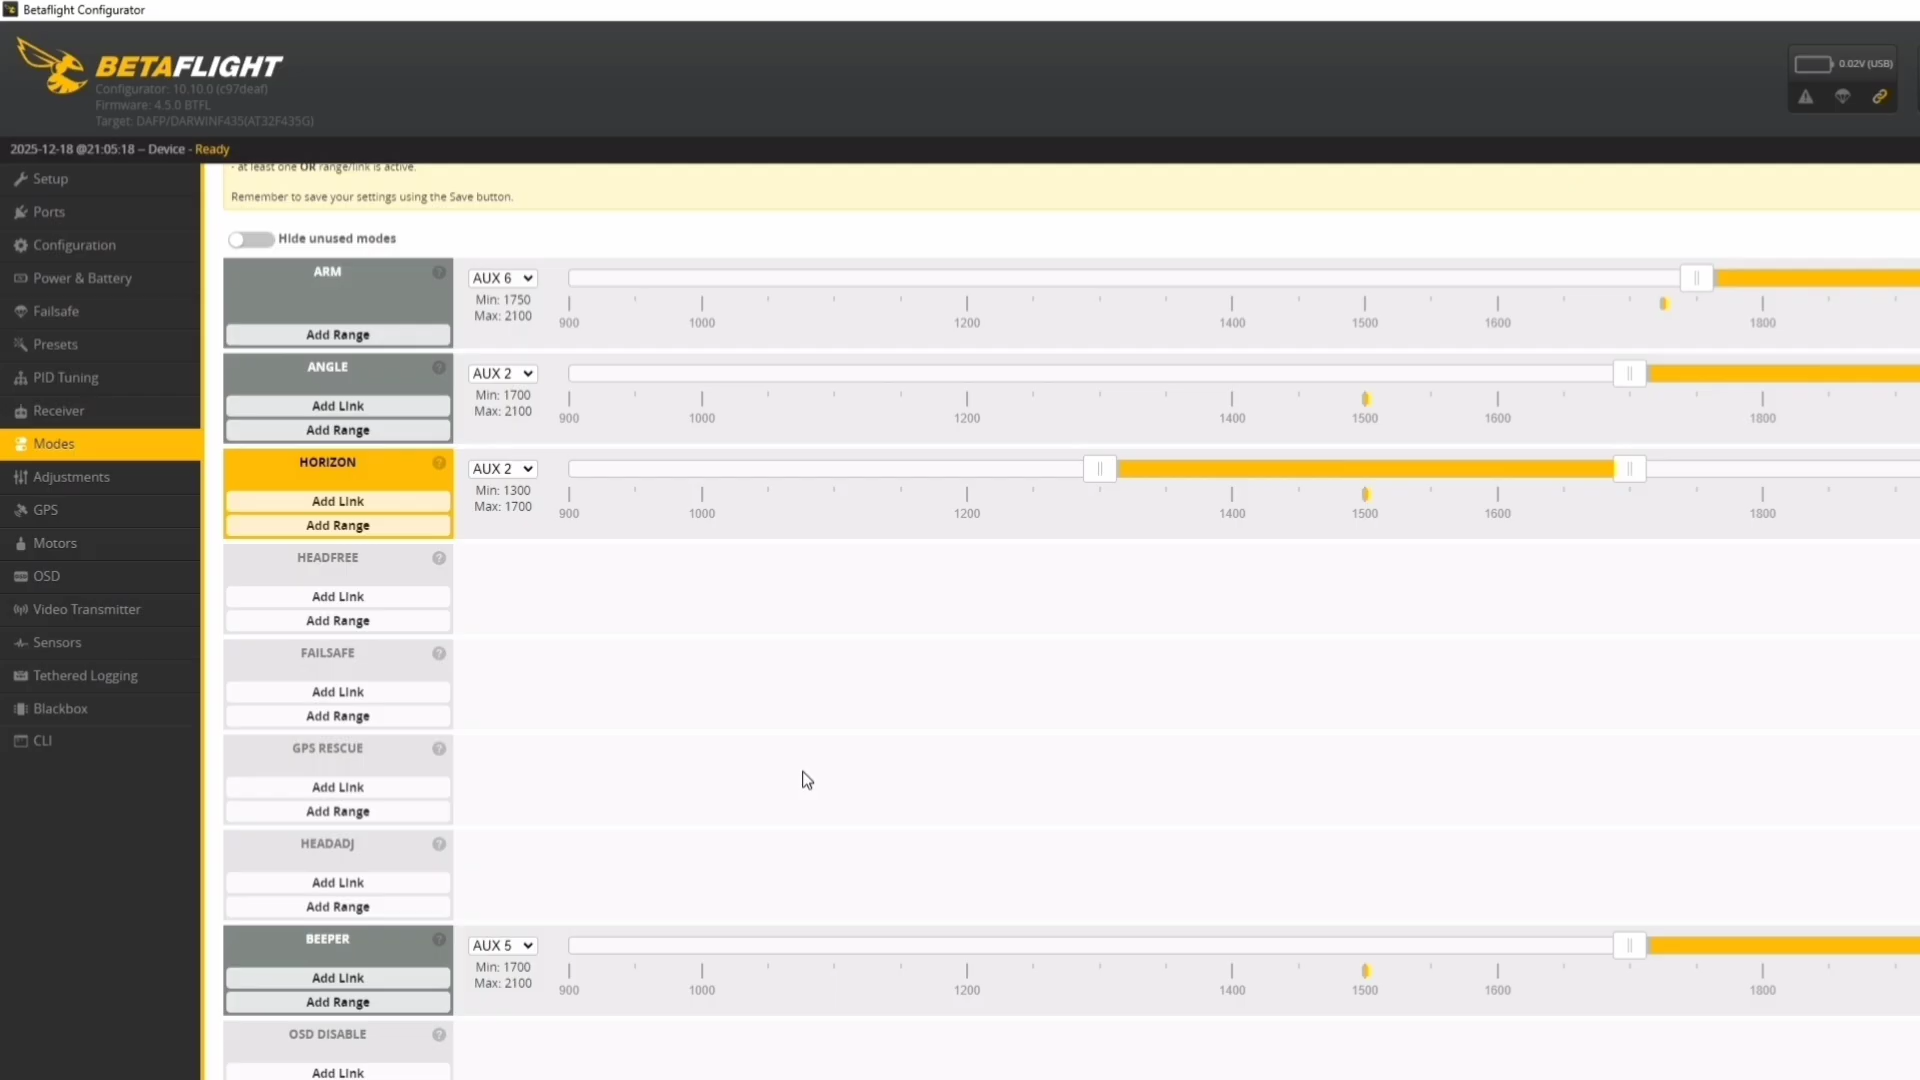 Betaflight Configurator
BETAFLIGHT
Configurator: 10.10.0 (c97deaf)
Firmware: 4.5.0 BTFL
Target: DAFP/DARWINF435(AT32F435G)
0.02V (USB)
2025-12-18 @21:05:18 -- Device - Ready
Setup
Ports
Configuration
Power & Battery
Failsafe
Presets
PID Tuning
Receiver
Modes
Adjustments
GPS
Motors
OSD
Video Transmitter
Sensors
Tethered Logging
Blackbox
CLI
- at least one OR range/link is active.
Remember to save your settings using the Save button.
Hide unused modes
ARM
?
Add Range
AUX 6
Min: 1750
Max: 2100
900 1000 1200 1400 1500 1600 1800
ANGLE
?
Add Link
Add Range
AUX 2
Min: 1700
Max: 2100
900 1000 1200 1400 1500 1600 1800
HORIZON
?
Add Link
Add Range
AUX 2
Min: 1300
Max: 1700
900 1000 1200 1400 1500 1600 1800
HEADFREE
?
Add Link
Add Range
FAILSAFE
?
Add Link
Add Range
GPS RESCUE
?
Add Link
Add Range
HEADADJ
?
Add Link
Add Range
BEEPER
?
Add Link
Add Range
AUX 5
Min: 1700
Max: 2100
900 1000 1200 1400 1500 1600 1800
OSD DISABLE
?
Add Link